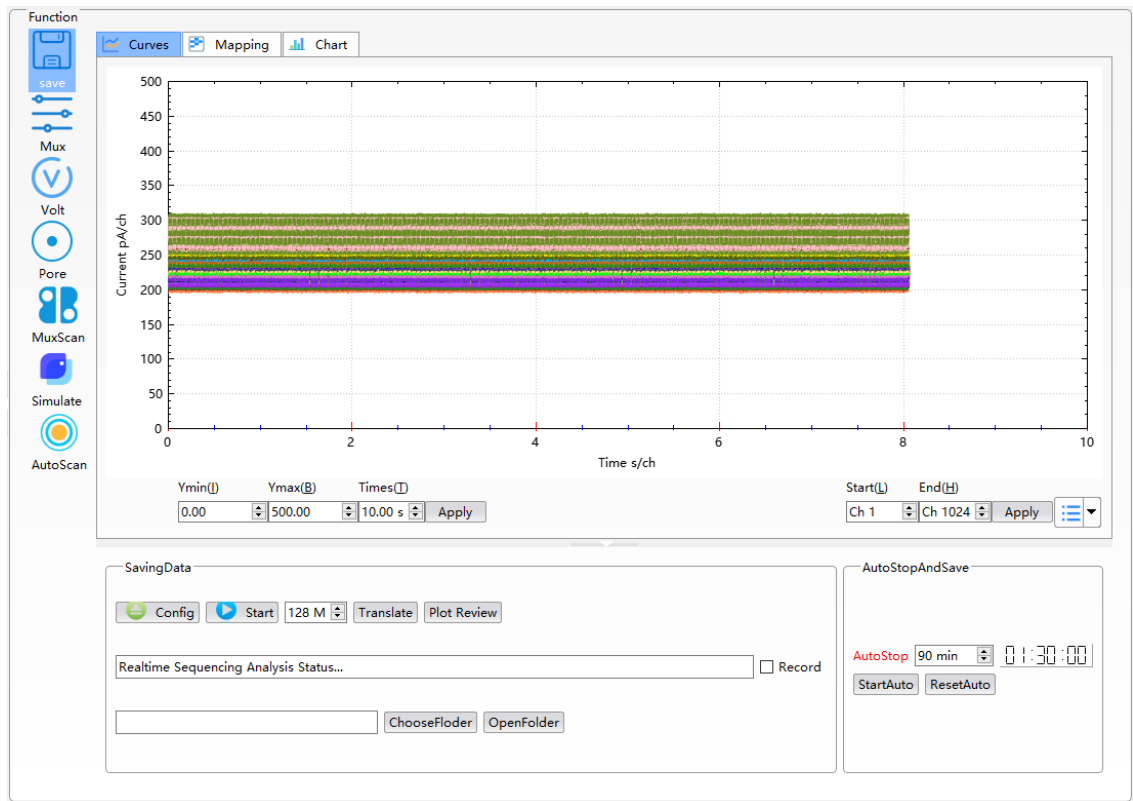 Function
save
Mux
Volt
Pore
MuxScan
Simulate
AutoScan
Curves Mapping Chart
500
450
400
350
300
250
200
150
100
50
0
Current pA/ch
0 2 4 6 8 10
Time s/ch
Ymin(I) Ymax(B) Times(T) Start(L) End(H)
0.00 500.00 10.00 s Apply Ch 1 Ch 1024 Apply
SavingData
Config Start 128 M Translate Plot Review
Realtime Sequencing Analysis Status... Record
ChooseFloder OpenFolder
AutoStopAndSave
AutoStop 90 min 01:30:00
StartAuto ResetAuto